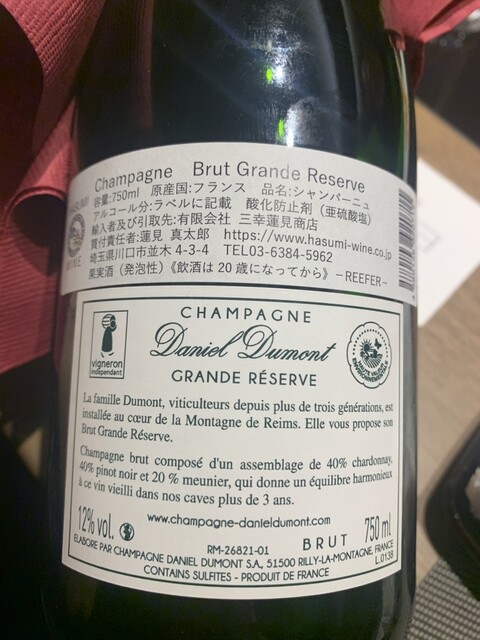 Champagne Brut Grande Reserve
容量:750ml 原産国:フランス 品名:シャンパーニュ
アルコール分:ラベルに記載 酸化防止剤（亜硫酸塩）
輸入者及び引取先:有限会社 三幸蓮見商店
買付責任者:蓮見 真太郎 https://www.hasumi-wine.co.jp
埼玉県川口市並木 4-3-4 TEL03-6384-5962
果実酒（発泡性）《飲酒は 20 歳になってから》 －REEFER－
CHAMPAGNE
Daniel Dumont
GRANDE RÉSERVE
vigneron
indépendant
HAUTE VALEUR
ENVIRONNEMENTALE
La famille Dumont, viticulteurs depuis plus de trois générations, est
installée au cœur de la Montagne de Reims. Elle vous propose son
Brut Grande Réserve.
Champagne brut composé d'un assemblage de 40% chardonnay,
40% pinot noir et 20 % meunier, qui donne un équilibre harmonieux
à ce vin vieilli dans nos caves plus de 3 ans.
www.champagne-danieldumont.com
12% vol.
BRUT
750 ml
RM-26821-01
ELABORE PAR CHAMPAGNE DANIEL DUMONT S.A., 51500 RILLY-LA-MONTAGNE, FRANCE
L.0138
CONTAINS SULFITES - PRODUIT DE FRANCE